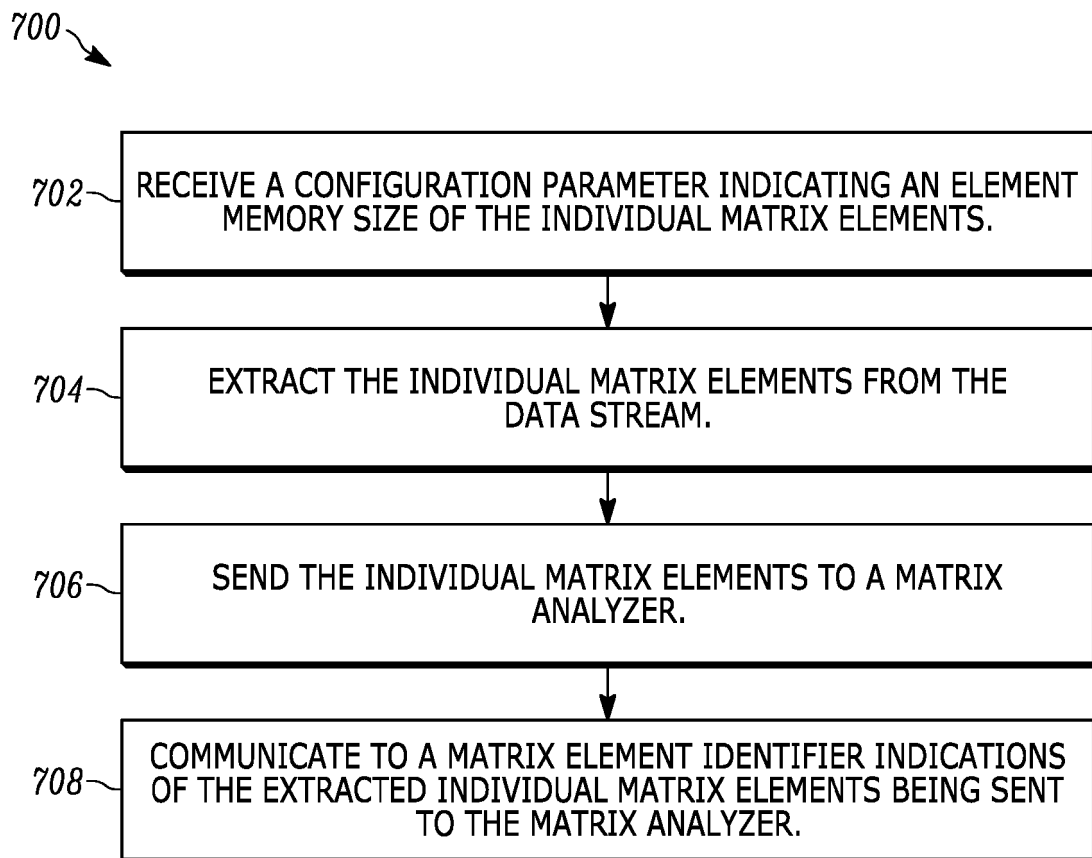 700
702
RECEIVE A CONFIGURATION PARAMETER INDICATING AN ELEMENT
MEMORY SIZE OF THE INDIVIDUAL MATRIX ELEMENTS.
704
EXTRACT THE INDIVIDUAL MATRIX ELEMENTS FROM THE
DATA STREAM.
706
SEND THE INDIVIDUAL MATRIX ELEMENTS TO A MATRIX
ANALYZER.
708
COMMUNICATE TO A MATRIX ELEMENT IDENTIFIER INDICATIONS
OF THE EXTRACTED INDIVIDUAL MATRIX ELEMENTS BEING SENT
TO THE MATRIX ANALYZER.